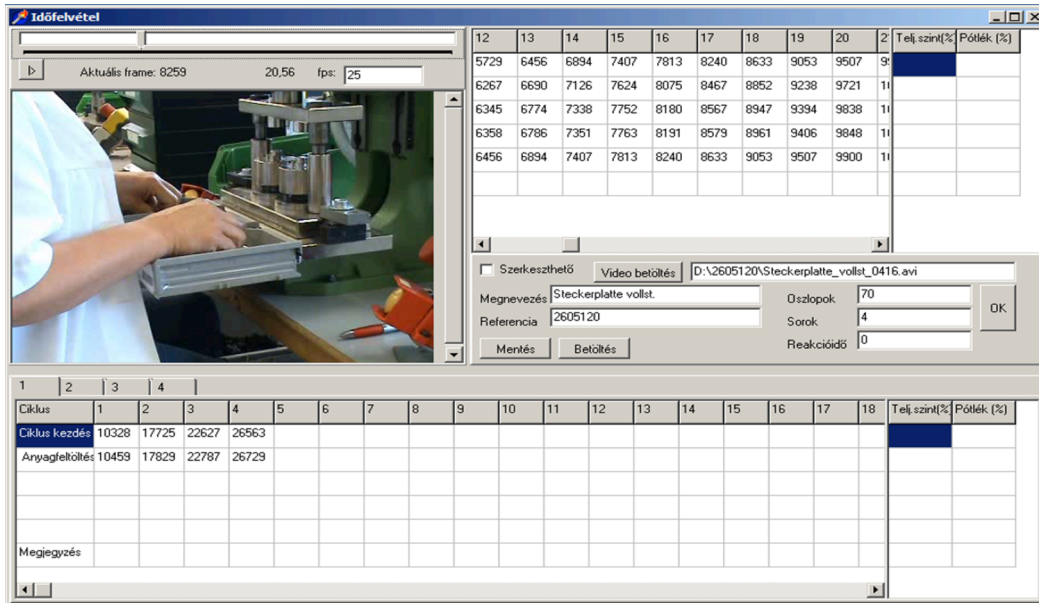 Időfelvétel
Aktuális frame: 8259 20,56 fps: 25
12 13 14 15 16 17 18 19 20 2 Telj.szint(% Pótlék (%)
5729 6456 6894 7407 7813 8240 8633 9053 9507
6267 6690 7126 7624 8075 8467 8852 9238 9721
6345 6774 7338 7752 8180 8567 8947 9394 9838
6358 6786 7351 7763 8191 8579 8961 9406 9848
6456 6894 7407 7813 8240 8633 9053 9507 9900
Szerkeszthető Video betöltés D:\2605120\Steckerplatte_vollst_0416.avi
Megnevezés Steckerplatte vollst. Oszlopok 70 OK
Referencia 2605120 Sorok 4
Mentés Betöltés Reakcióidő 0
1 2 3 4
Ciklus 1 2 3 4 5 6 7 8 9 10 11 12 13 14 15 16 17 18 Telj.szint(% Pótlék (%)
Ciklus kezdés 10328 17725 22627 26563
Anyagfeltöltés 10459 17829 22787 26729
Megjegyzés